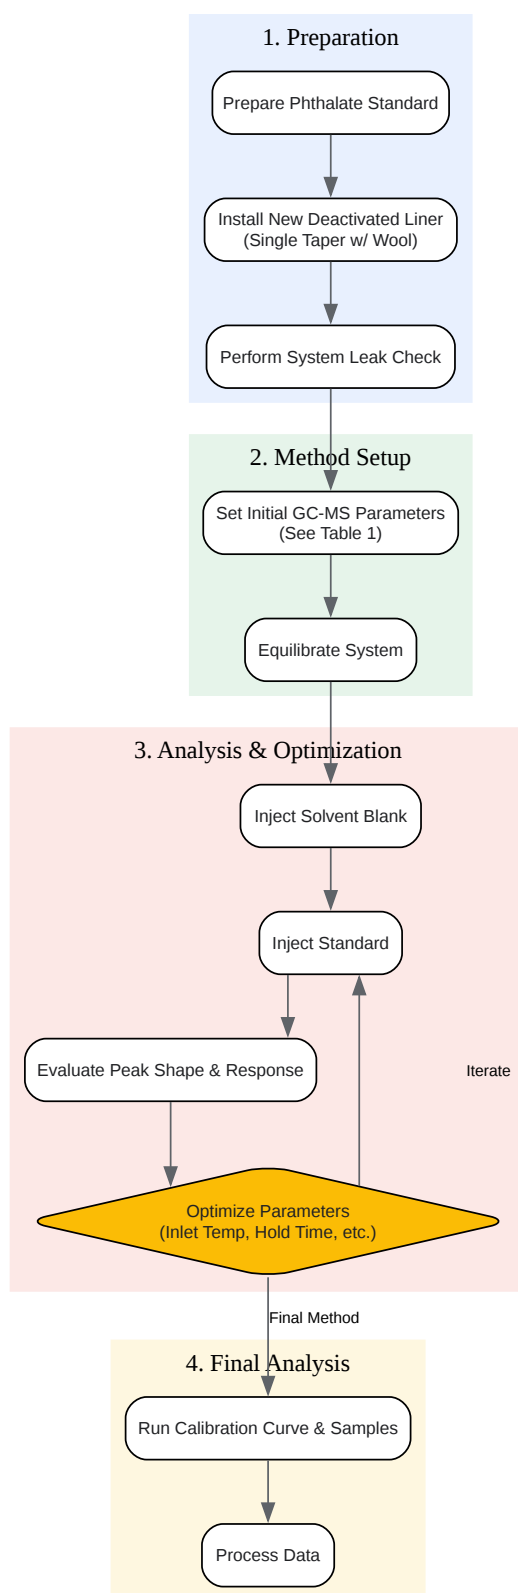 1. Preparation
Prepare Phthalate Standard
Install New Deactivated Liner
(Single Taper w/ Wool)
Perform System Leak Check
2. Method Setup
Set Initial GC-MS Parameters
(See Table 1)
Equilibrate System
3. Analysis & Optimization
Inject Solvent Blank
Inject Standard
Evaluate Peak Shape & Response
Iterate
Optimize Parameters
(Inlet Temp, Hold Time, etc.)
Final Method
4. Final Analysis
Run Calibration Curve & Samples
Process Data